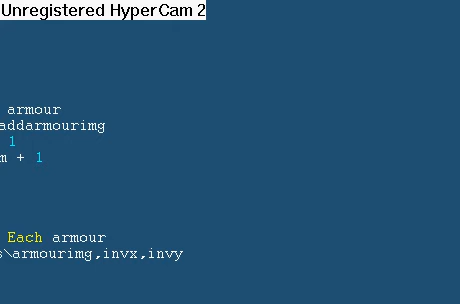 Unregistered HyperCam 2
armour
addarmourimg
1
m + 1
Each armour
s\armourimg,invx,invy